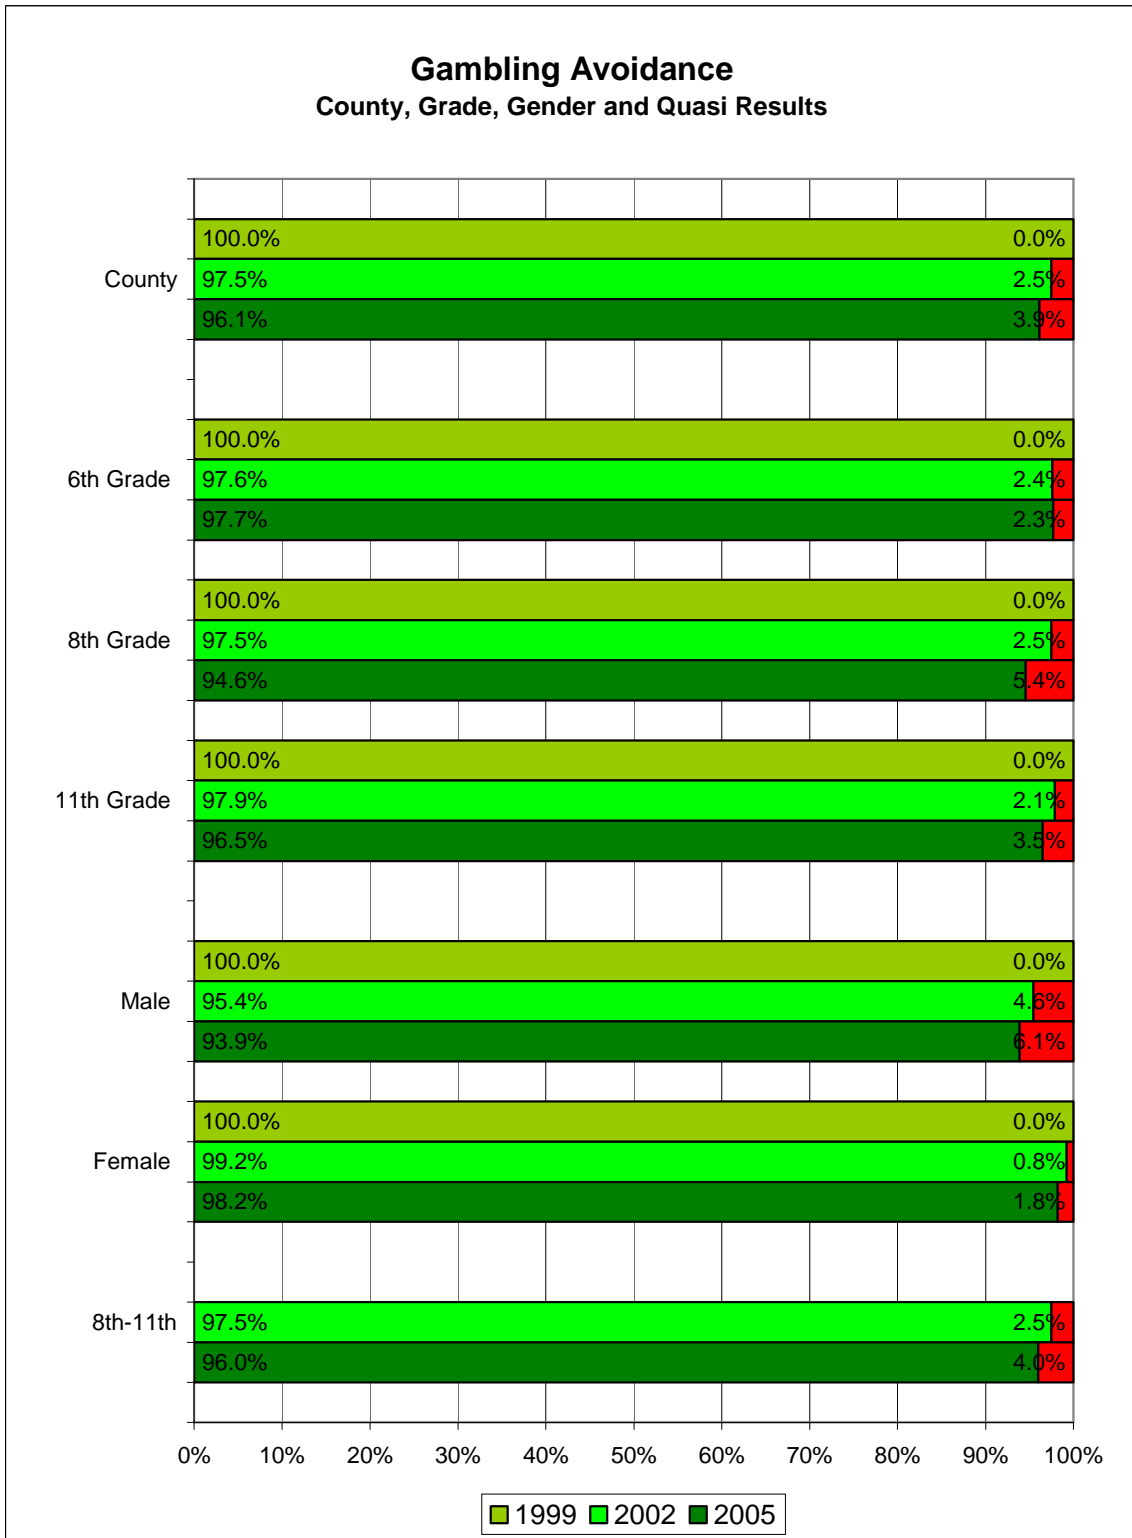 Gambling Avoidance
County, Grade, Gender and Quasi Results
County
100.0% 0.0%
97.5% 2.5%
96.1% 3.9%
6th Grade
100.0% 0.0%
97.6% 2.4%
97.7% 2.3%
8th Grade
100.0% 0.0%
97.5% 2.5%
94.6% 5.4%
11th Grade
100.0% 0.0%
97.9% 2.1%
96.5% 3.5%
Male
100.0% 0.0%
95.4% 4.6%
93.9% 6.1%
Female
100.0% 0.0%
99.2% 0.8%
98.2% 1.8%
8th-11th
97.5% 2.5%
96.0% 4.0%
0% 10% 20% 30% 40% 50% 60% 70% 80% 90% 100%
1999 2002 2005